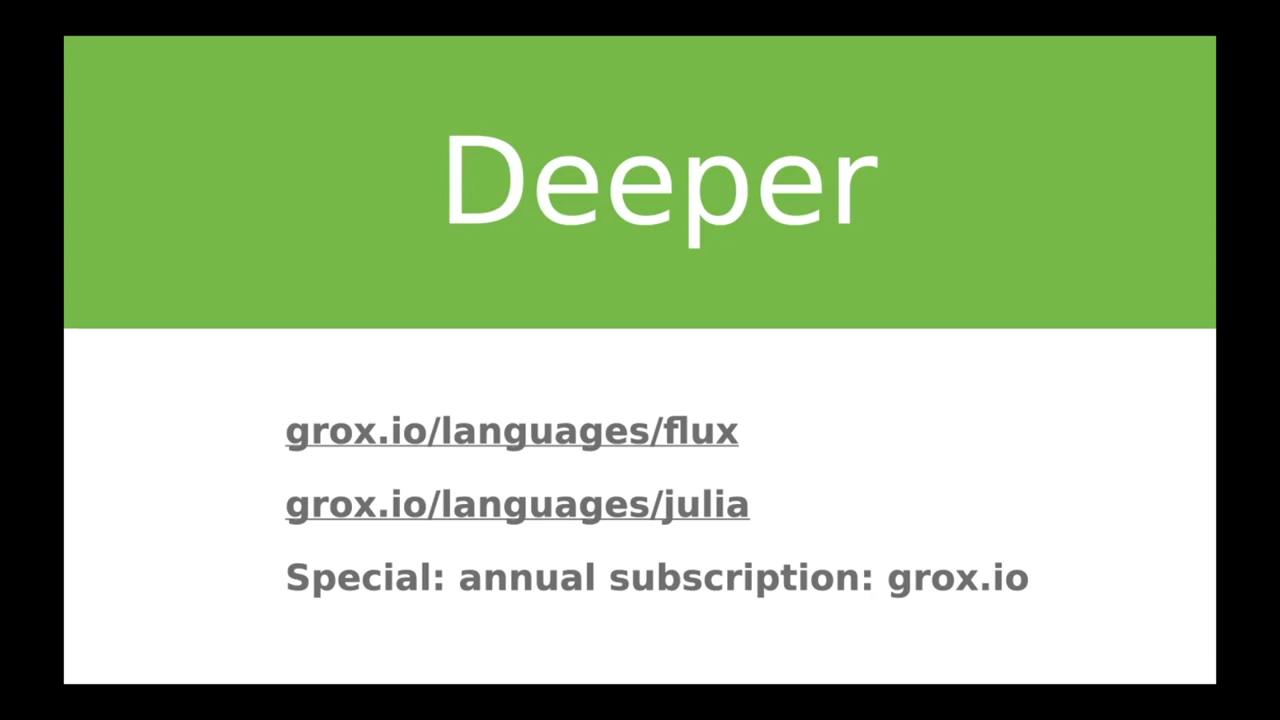 Deeper
grox.io/languages/flux
grox.io/languages/julia
Special: annual subscription: grox.io